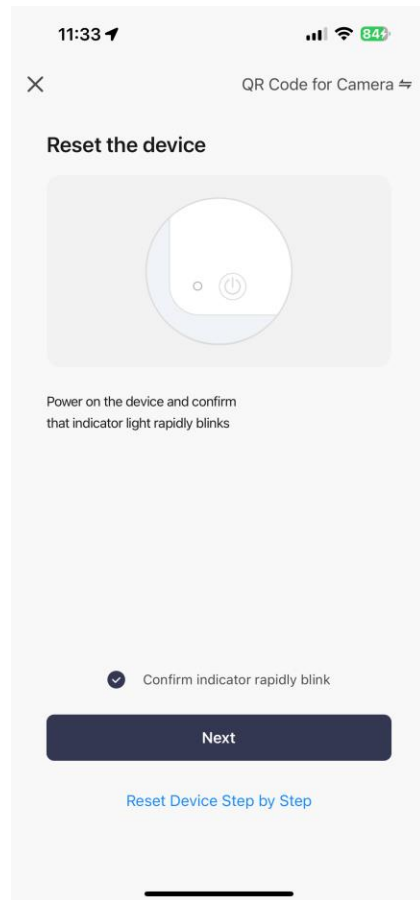 11:33
84
QR Code for Camera ⇋
Reset the device
Power on the device and confirm
that indicator light rapidly blinks
Confirm indicator rapidly blink
Next
Reset Device Step by Step